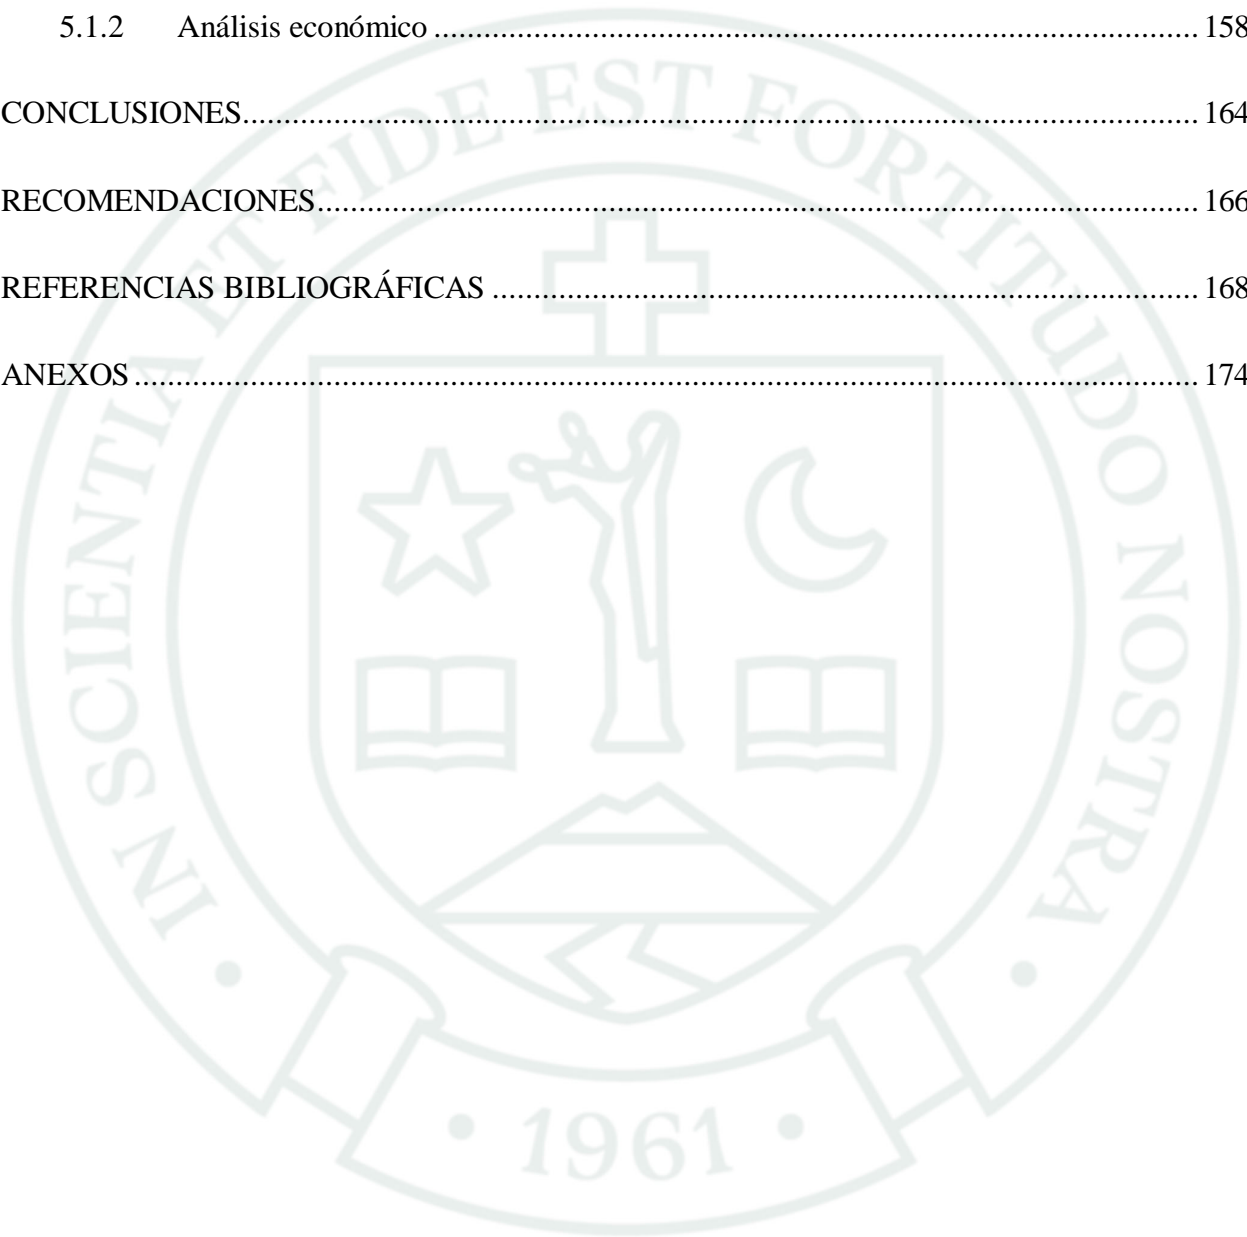 5.1.2 Análisis económico ........................................................................................ 158
CONCLUSIONES.............................................................................................................. 164
RECOMENDACIONES..................................................................................................... 166
REFERENCIAS BIBLIOGRÁFICAS ................................................................................. 168
ANEXOS ........................................................................................................................... 174
IN SCIENTIA ET FIDE EST FORTITUDO NOSTRA
• 1961 •